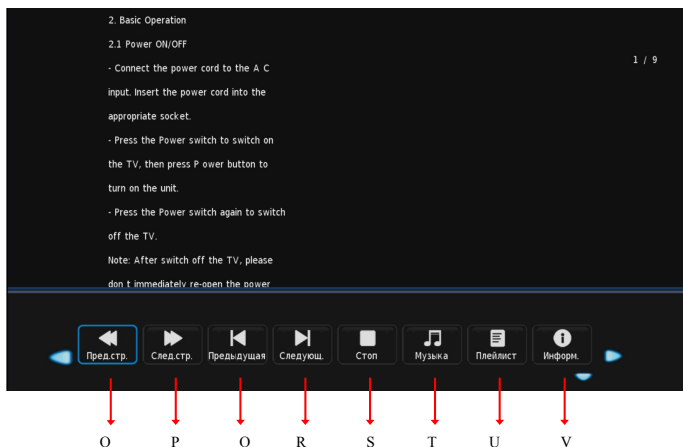 2. Basic Operation
2.1 Power ON/OFF
- Connect the power cord to the A C
1 / 9
input. Insert the power cord into the
appropriate socket.
- Press the Power switch to switch on
the TV, then press P ower button to
turn on the unit.
- Press the Power switch again to switch
off the TV.
Note: After switch off the TV, please
don t immediately re-open the power
Пред.стр. След.стр. Предыдущая Следующ. Стоп Музыка Плейлист Информ.
O P Q R S T U V